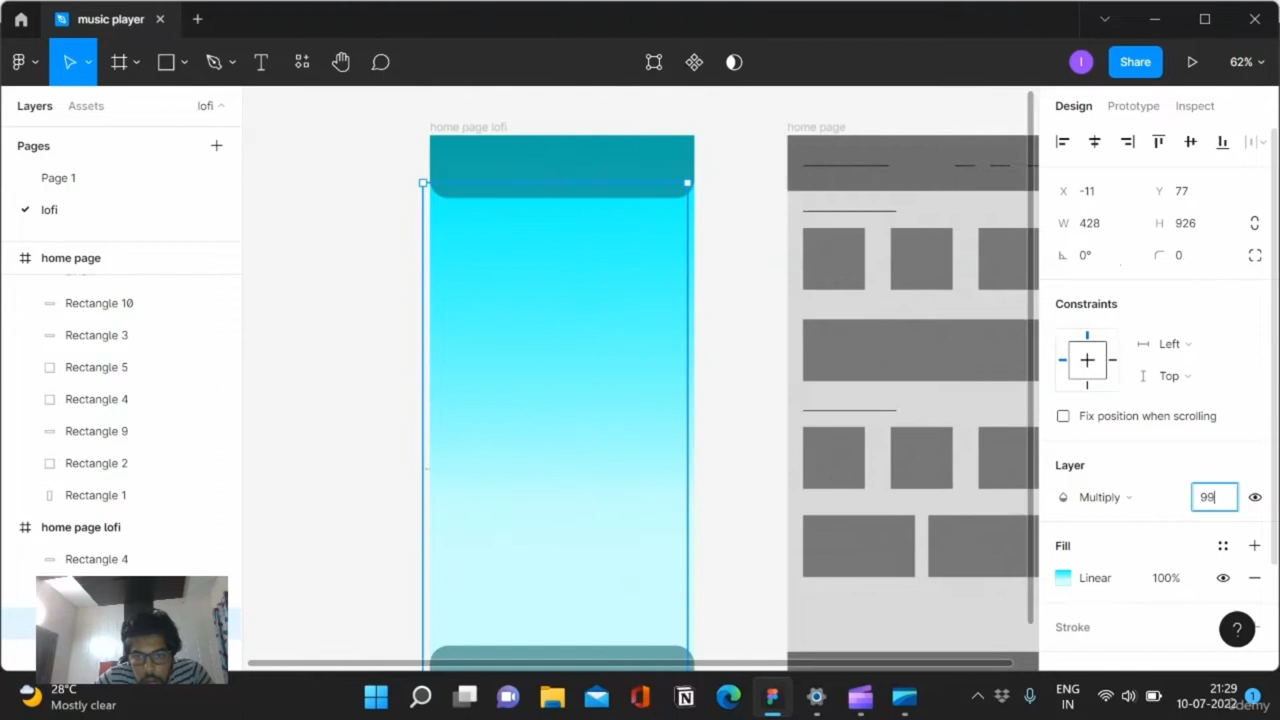 music player
Share
62%
Layers
Assets
lofi
Pages
Page 1
lofi
home page
Rectangle 10
Rectangle 3
Rectangle 5
Rectangle 4
Rectangle 9
Rectangle 2
Rectangle 1
home page lofi
Rectangle 4
home page lofi
home page
Design
Prototype
Inspect
X -11
Y 77
W 428
H 926
0°
0
Constraints
Left
Top
Fix position when scrolling
Layer
Multiply
99
Fill
Linear
100%
Stroke
?
28°C
Mostly clear
ENG
IN
21:29
10-07-2022
1
Udemy